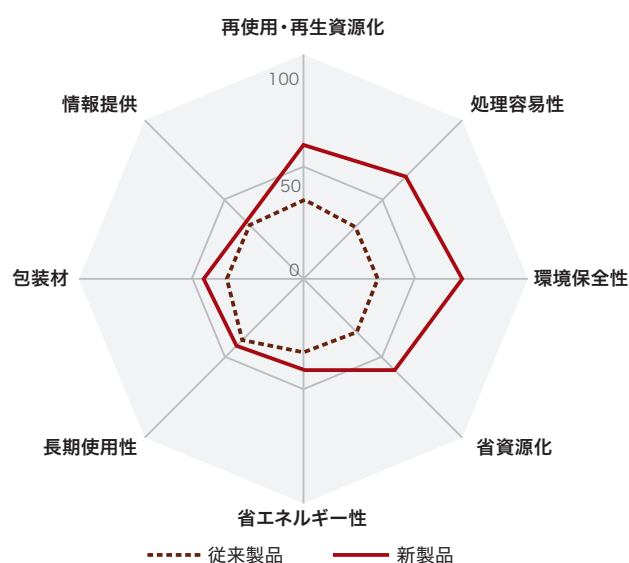 再使用・再生資源化
100
情報提供
処理容易性
50
0
包装材
環境保全性
長期使用性
省資源化
省エネルギー性
従来製品
新製品